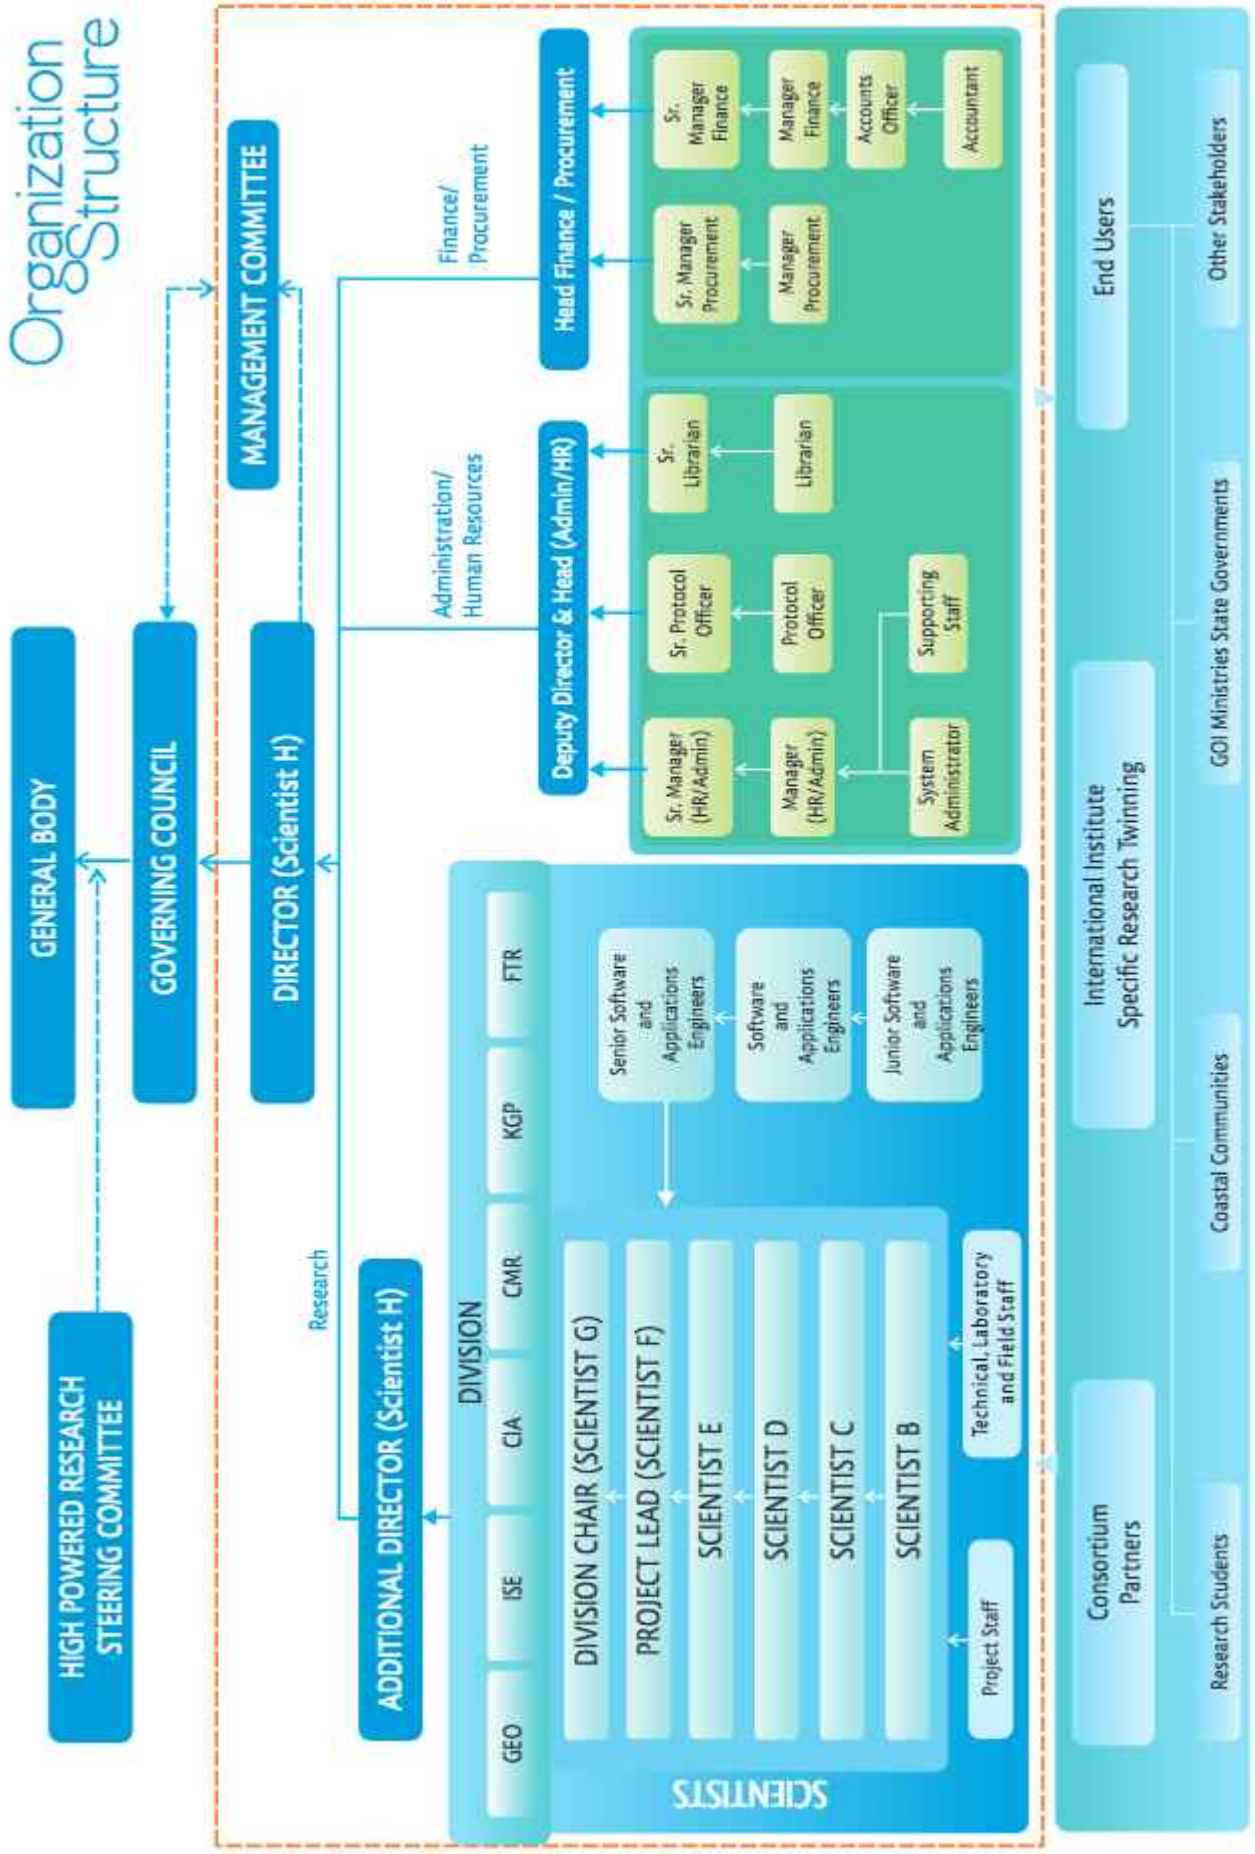 Organization
Structure
GENERAL BODY
HIGH POWERED RESEARCH
STEERING COMMITTEE
GOVERNING COUNCIL
MANAGEMENT COMMITTEE
DIRECTOR (Scientist H)
Research
Administration/
Human Resources
Finance/
Procurement
ADDITIONAL DIRECTOR (Scientist H)
Deputy Director & Head (Admin/HR)
Head Finance / Procurement
DIVISION
GEO
ISE
CIA
CMR
KGP
FTR
SCIENTISTS
DIVISION CHAIR (SCIENTIST G)
PROJECT LEAD (SCIENTIST F)
SCIENTIST E
SCIENTIST D
SCIENTIST C
SCIENTIST B
Project Staff
Technical, Laboratory
and Field Staff
Senior Software
and
Applications
Engineers
Software
and
Applications
Engineers
Junior Software
and
Applications
Engineers
Sr. Manager
(HR/Admin)
Manager
(HR/Admin)
System
Administrator
Supporting
Staff
Sr. Protocol
Officer
Protocol
Officer
Sr.
Librarian
Librarian
Sr. Manager
Procurement
Manager
Procurement
Sr.
Manager
Finance
Manager
Finance
Accounts
Officer
Accountant
Consortium
Partners
International Institute
Specific Research Twinning
End Users
Research Students
Coastal Communities
GOI Ministries State Governments
Other Stakeholders